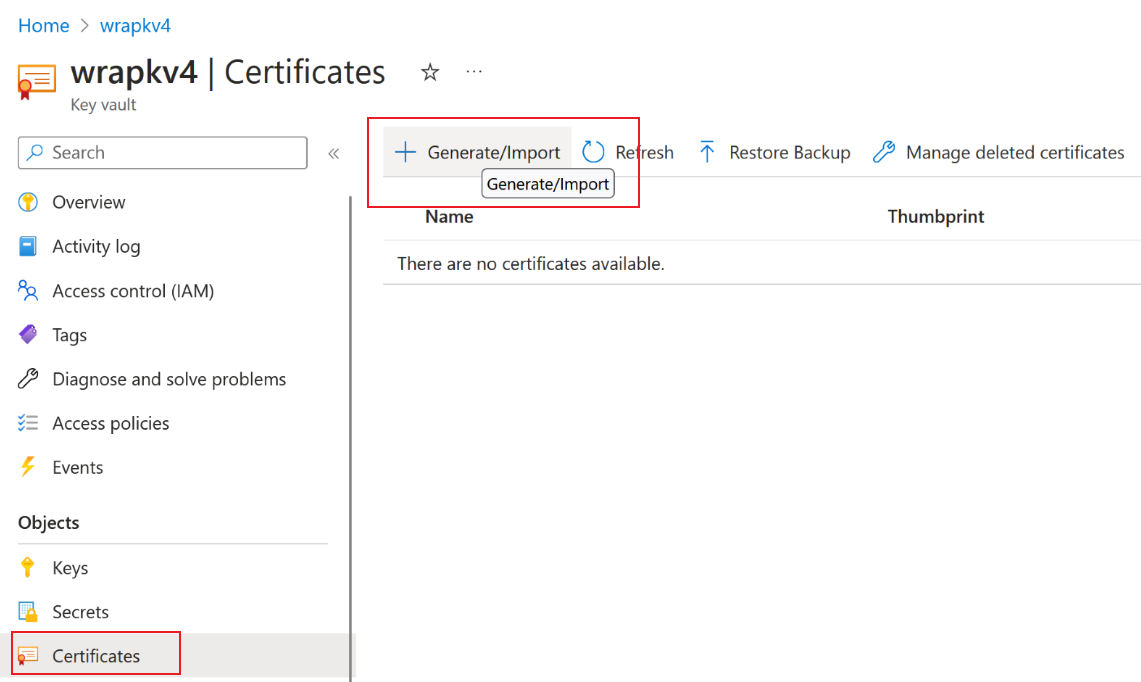 Home > wrapkv4
wrapkv4 | Certificates ☆ ···
Key vault
Search «
+ Generate/Import Refresh Restore Backup Manage deleted certificates
Generate/Import
Name Thumbprint
There are no certificates available.
Overview
Activity log
Access control (IAM)
Tags
Diagnose and solve problems
Access policies
Events
Objects
Keys
Secrets
Certificates